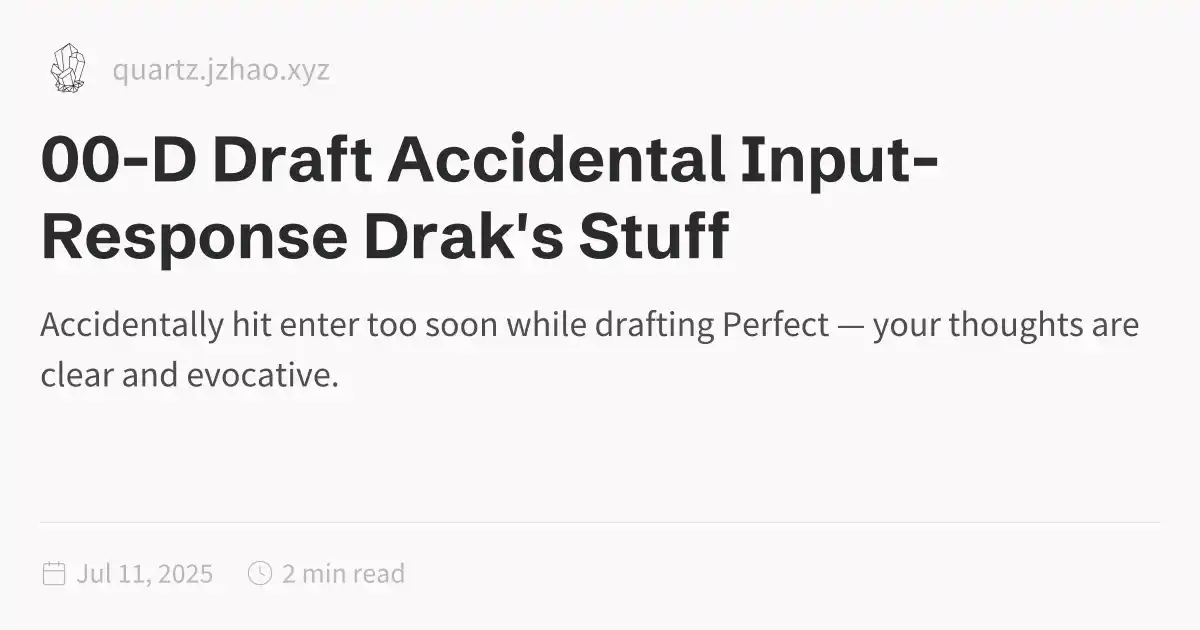 quartz.jzhao.xyz
00-D Draft Accidental Input-
Response Drak's Stuff
Accidentally hit enter too soon while drafting Perfect — your thoughts are
clear and evocative.
Jul 11, 2025 2 min read